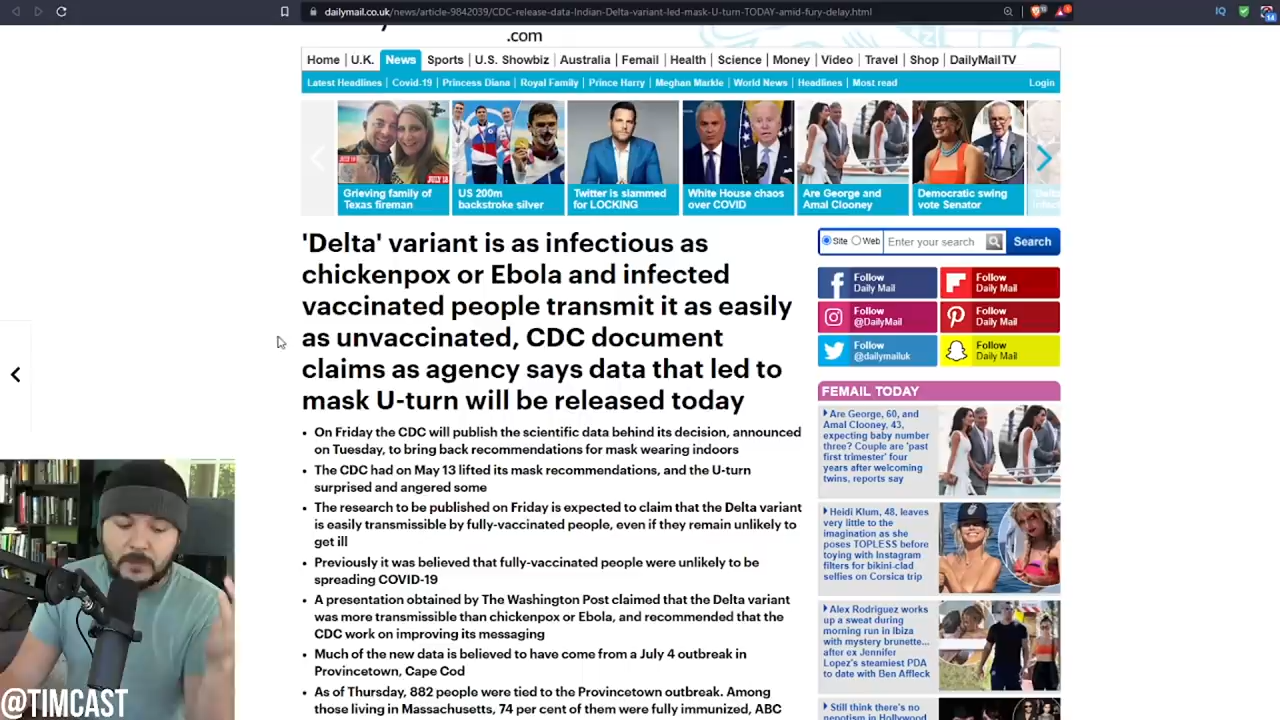 dailymail.co.uk/news/article-9842039/CDC-release-data-Indian-Delta-variant-led-mask-U-turn-TODAY-amid-fury-delay.html
IQ
14
.com
Home U.K. News Sports U.S. Showbiz Australia Femail Health Science Money Video Travel Shop DailyMailTV
Latest Headlines Covid-19 Princess Diana Royal Family Prince Harry Meghan Markle World News Headlines Most read Login
Grieving family of
Texas fireman
US 200m
backstroke silver
Twitter is slammed
for LOCKING
White House chaos
over COVID
Are George and
Amal Clooney
Democratic swing
vote Senator
'Delta' variant is as infectious as
chickenpox or Ebola and infected
vaccinated people transmit it as easily
as unvaccinated, CDC document
claims as agency says data that led to
mask U-turn will be released today
• On Friday the CDC will publish the scientific data behind its decision, announced
on Tuesday, to bring back recommendations for mask wearing indoors
• The CDC had on May 13 lifted its mask recommendations, and the U-turn
surprised and angered some
• The research to be published on Friday is expected to claim that the Delta variant
is easily transmissible by fully-vaccinated people, even if they remain unlikely to
get ill
• Previously it was believed that fully-vaccinated people were unlikely to be
spreading COVID-19
• A presentation obtained by The Washington Post claimed that the Delta variant
was more transmissible than chickenpox or Ebola, and recommended that the
CDC work on improving its messaging
• Much of the new data is believed to have come from a July 4 outbreak in
Provincetown, Cape Cod
• As of Thursday, 882 people were tied to the Provincetown outbreak. Among
those living in Massachusetts, 74 per cent of them were fully immunized, ABC
Site Web Enter your search Search
Follow
Daily Mail
Follow
Daily Mail
Follow
@DailyMail
Follow
Daily Mail
Follow
@dailymailuk
Follow
Daily Mail
FEMAIL TODAY
Are George, 60, and
Amal Clooney, 43,
expecting baby number
three? Couple are 'past
first trimester' four
years after welcoming
twins, reports say
Heidi Klum, 48, leaves
very little to the
imagination as she
poses TOPLESS before
toying with Instagram
filters for bikini-clad
selfies on Corsica trip
Alex Rodriguez works
up a sweat during
morning run in Ibiza
with mystery brunette...
after ex Jennifer
Lopez's steamiest PDA
to date with Ben Affleck
Still think there's no
nepotism in Hollywood
@TIMCAST